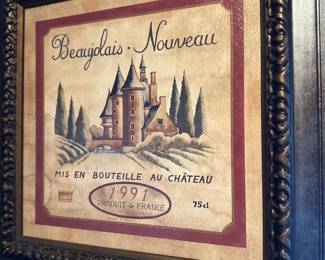 Beaujolais · Nouveau
MIS EN BOUTEILLE AU CHÂTEAU
1991
PRODUIT de FRANCE
75cl